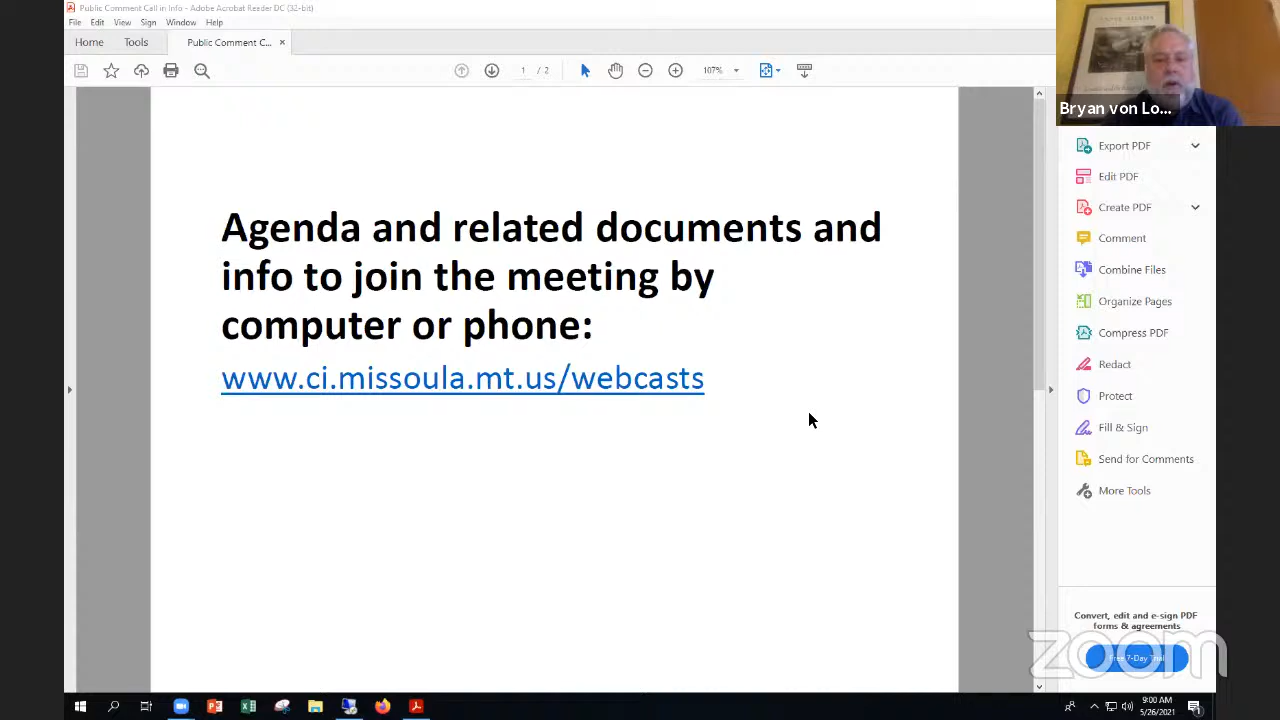 Public Comment Call in Info - Adobe Acrobat Reader DC (32-bit)
File Edit View Sign Window Help
Home Tools Public Comment C... ×
1 / 2 107%
Bryan von Lo...
Agenda and related documents and
info to join the meeting by
computer or phone:
www.ci.missoula.mt.us/webcasts
Export PDF
Edit PDF
Create PDF
Comment
Combine Files
Organize Pages
Compress PDF
Redact
Protect
Fill & Sign
Send for Comments
More Tools
Convert, edit and e-sign PDF
forms & agreements
Free 7-Day Trial
zoom
9:00 AM
5/26/2021